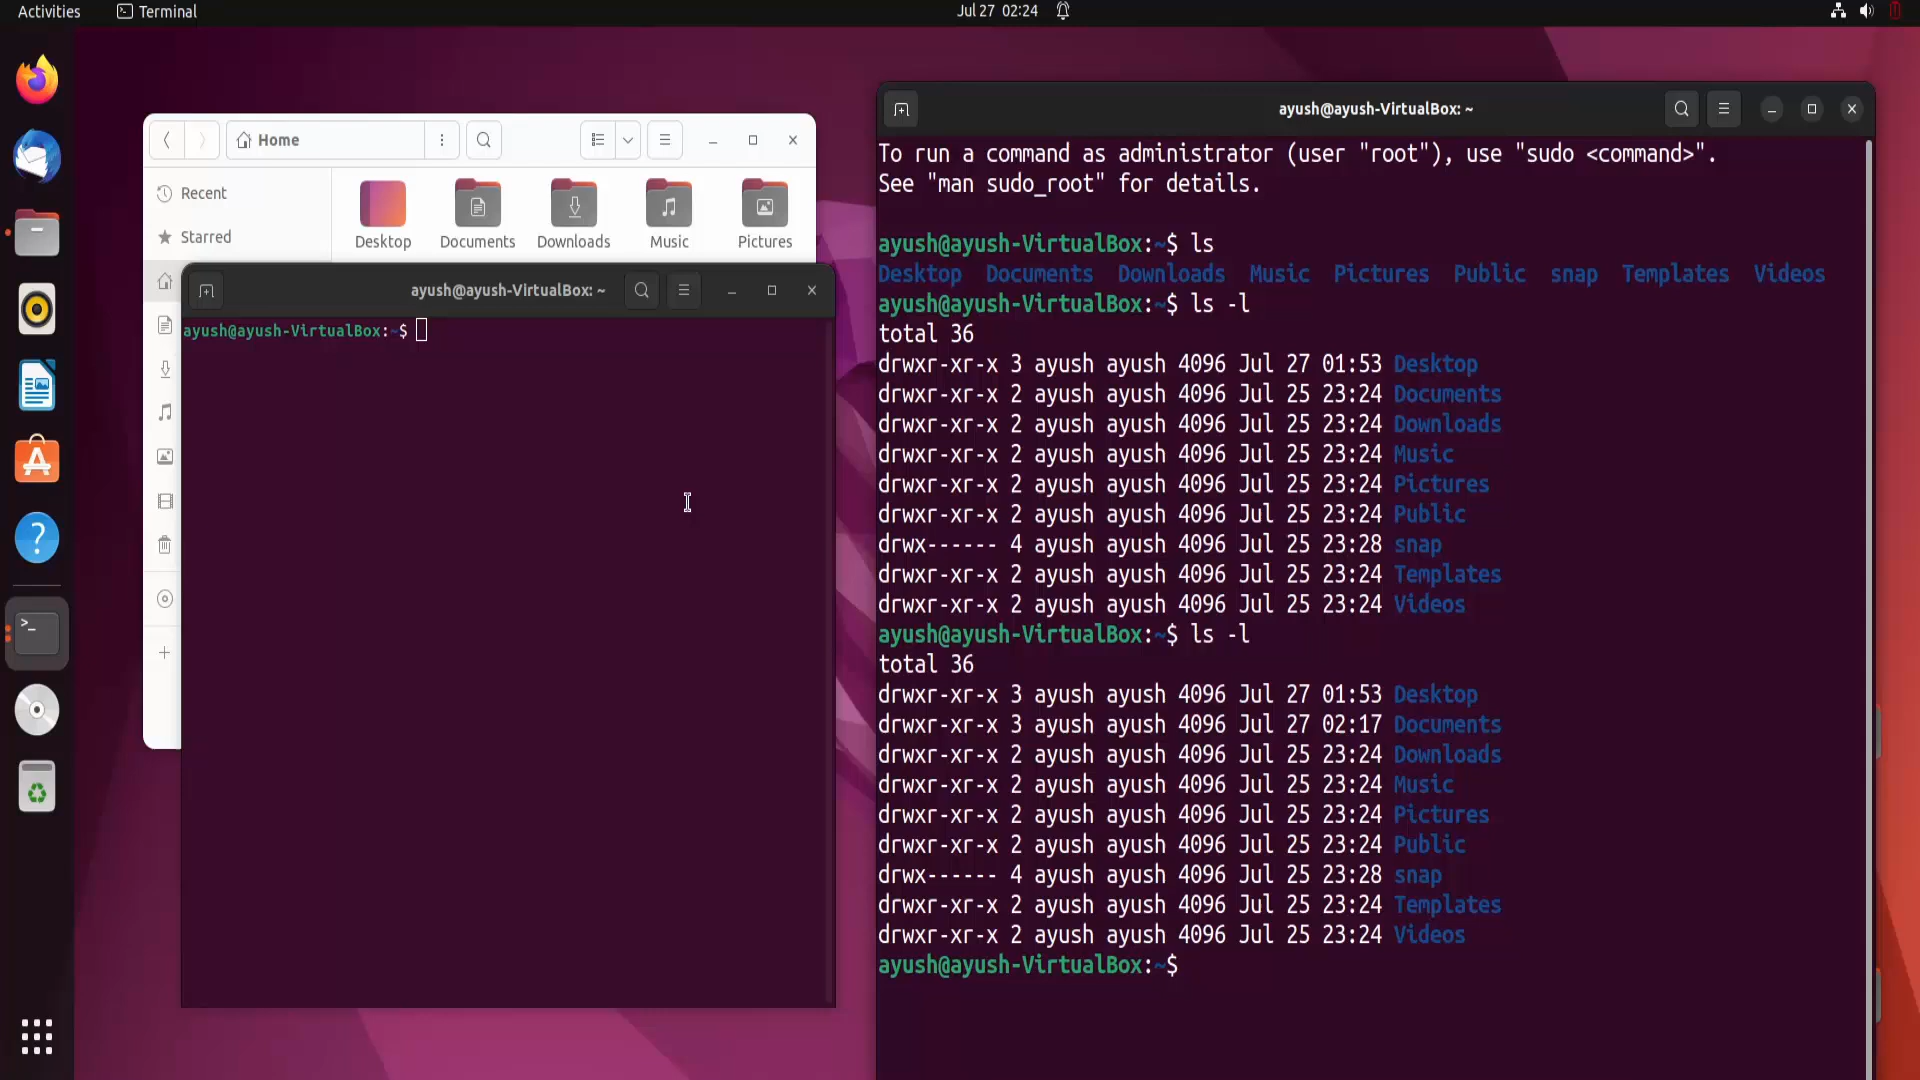 Activities
Terminal
Jul 27 02:24
Home
Recent
Starred
Desktop
Documents
Downloads
Music
Pictures
ayush@ayush-VirtualBox: ~
ayush@ayush-VirtualBox:~$
ayush@ayush-VirtualBox: ~
To run a command as administrator (user "root"), use "sudo <command>".
See "man sudo_root" for details.
ayush@ayush-VirtualBox:~$ ls
Desktop Documents Downloads Music Pictures Public snap Templates Videos
ayush@ayush-VirtualBox:~$ ls -l
total 36
drwxr-xr-x 3 ayush ayush 4096 Jul 27 01:53 Desktop
drwxr-xr-x 2 ayush ayush 4096 Jul 25 23:24 Documents
drwxr-xr-x 2 ayush ayush 4096 Jul 25 23:24 Downloads
drwxr-xr-x 2 ayush ayush 4096 Jul 25 23:24 Music
drwxr-xr-x 2 ayush ayush 4096 Jul 25 23:24 Pictures
drwxr-xr-x 2 ayush ayush 4096 Jul 25 23:24 Public
drwx------ 4 ayush ayush 4096 Jul 25 23:28 snap
drwxr-xr-x 2 ayush ayush 4096 Jul 25 23:24 Templates
drwxr-xr-x 2 ayush ayush 4096 Jul 25 23:24 Videos
ayush@ayush-VirtualBox:~$ ls -l
total 36
drwxr-xr-x 3 ayush ayush 4096 Jul 27 01:53 Desktop
drwxr-xr-x 3 ayush ayush 4096 Jul 27 02:17 Documents
drwxr-xr-x 2 ayush ayush 4096 Jul 25 23:24 Downloads
drwxr-xr-x 2 ayush ayush 4096 Jul 25 23:24 Music
drwxr-xr-x 2 ayush ayush 4096 Jul 25 23:24 Pictures
drwxr-xr-x 2 ayush ayush 4096 Jul 25 23:24 Public
drwx------ 4 ayush ayush 4096 Jul 25 23:28 snap
drwxr-xr-x 2 ayush ayush 4096 Jul 25 23:24 Templates
drwxr-xr-x 2 ayush ayush 4096 Jul 25 23:24 Videos
ayush@ayush-VirtualBox:~$